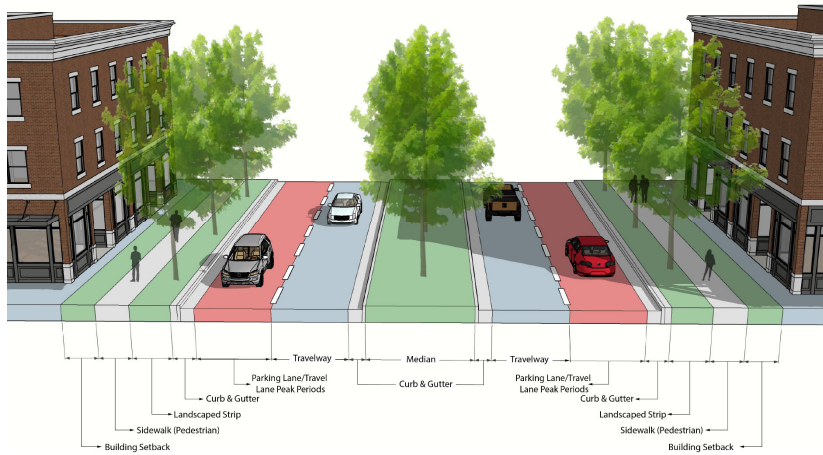 Travelway
Median
Travelway
Parking Lane/Travel
Lane Peak Periods
Curb & Gutter
Parking Lane/Travel
Lane Peak Periods
Curb & Gutter
Curb & Gutter
Landscaped Strip
Landscaped Strip
Sidewalk (Pedestrian)
Sidewalk (Pedestrian)
Building Setback
Building Setback